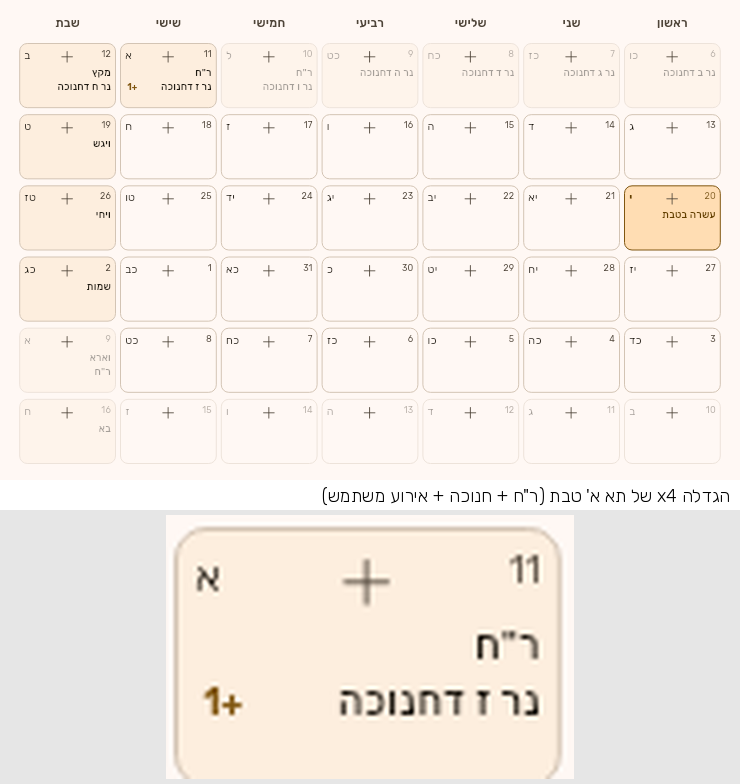 ראשון שני שלישי רביעי חמישי שישי שבת
6 כו 7 כז 8 כח 9 כט 10 ל 11 א 12 ב
נר ב דחנוכה נר ג דחנוכה נר ד דחנוכה נר ה דחנוכה ר"ח ר"ח מקץ
נר ו דחנוכה נר ז דחנוכה +1 נר ח דחנוכה
13 ג 14 ד 15 ה 16 ו 17 ז 18 ח 19 ט
ויגש
20 י 21 יא 22 יב 23 יג 24 יד 25 טו 26 טז
עשרה בטבת ויחי
27 יז 28 יח 29 יט 30 כ 31 כא 1 כב 2 כג
שמות
3 כד 4 כה 5 כו 6 כז 7 כח 8 כט 9 א
וארא
ר"ח
10 ב 11 ג 12 ד 13 ה 14 ו 15 ז 16 ח
בא
הגדלה x4 של תא א' טבת (ר"ח + חנוכה + אירוע משתמש)
11 א
ר"ח
נר ז דחנוכה +1